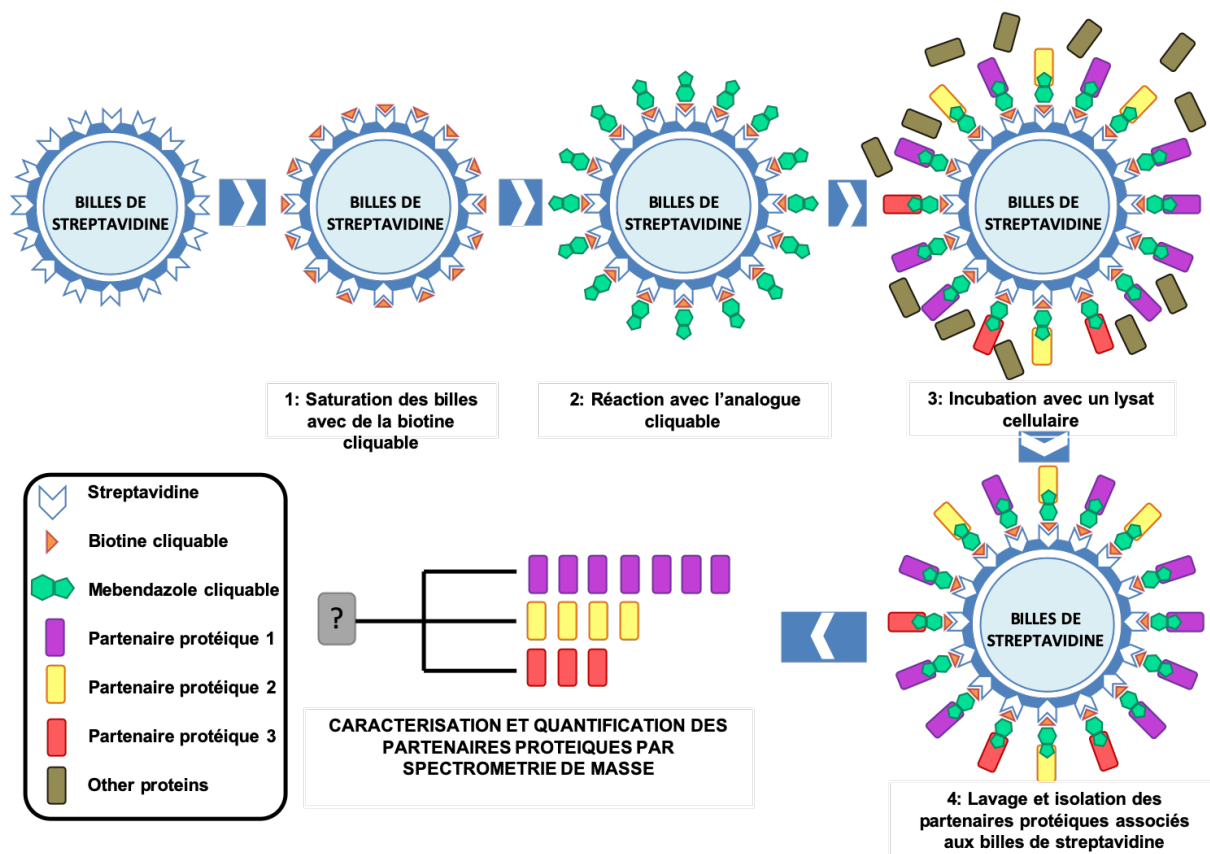 BILLES DE
STREPTAVIDINE
BILLES DE
STREPTAVIDINE
BILLES DE
STREPTAVIDINE
BILLES DE
STREPTAVIDINE
1: Saturation des billes
avec de la biotine
cliquable
2: Réaction avec l'analogue
cliquable
3: Incubation avec un lysat
cellulaire
Streptavidine
Biotine cliquable
Mebendazole cliquable
Partenaire protéique 1
Partenaire protéique 2
Partenaire protéique 3
Other proteins
?
CARACTERISATION ET QUANTIFICATION DES
PARTENAIRES PROTEIQUES PAR
SPECTROMETRIE DE MASSE
BILLES DE
STREPTAVIDINE
4: Lavage et isolation des
partenaires protéiques associés
aux billes de streptavidine